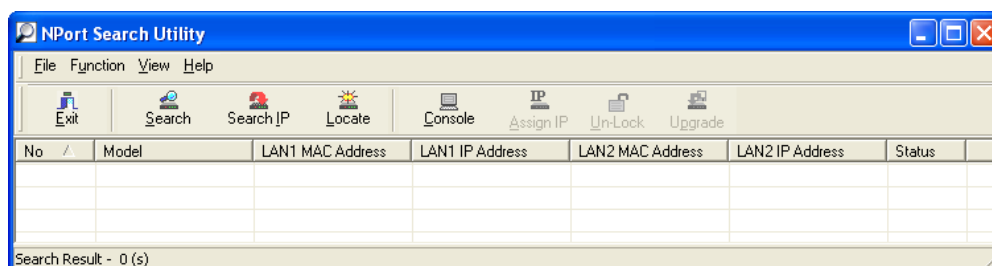 NPort Search Utility
File Function View Help
Exit Search Search IP Locate Console Assign IP Un-Lock Upgrade
No Model LAN1 MAC Address LAN1 IP Address LAN2 MAC Address LAN2 IP Address Status
Search Result - 0 (s)